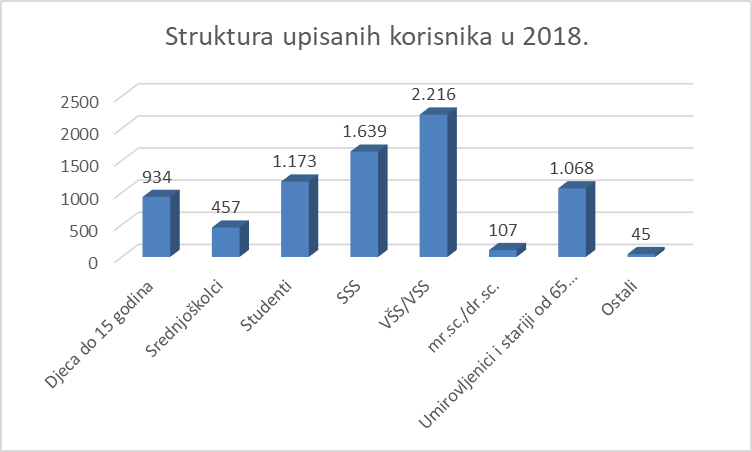 Struktura upisanih korisnika u 2018.
2500
2000
1500
1000
500
0
934
457
1.173
1.639
2.216
107
1.068
45
Djeca do 15 godina
Srednjoškolci
Studenti
SSS
VŠS/VSS
mr.sc./dr.sc.
Umirovljenici i stariji od 65...
Ostali